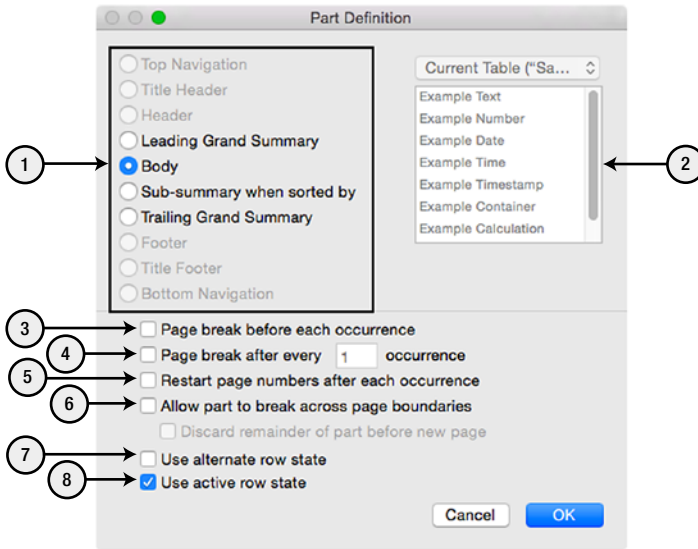 Part Definition
Top Navigation
Title Header
Header
Leading Grand Summary
Body
Sub-summary when sorted by
Trailing Grand Summary
Footer
Title Footer
Bottom Navigation
Current Table ("Sa...
Example Text
Example Number
Example Date
Example Time
Example Timestamp
Example Container
Example Calculation
1
2
3
Page break before each occurrence
4
Page break after every 1 occurrence
5
Restart page numbers after each occurrence
6
Allow part to break across page boundaries
Discard remainder of part before new page
7
Use alternate row state
8
Use active row state
Cancel
OK